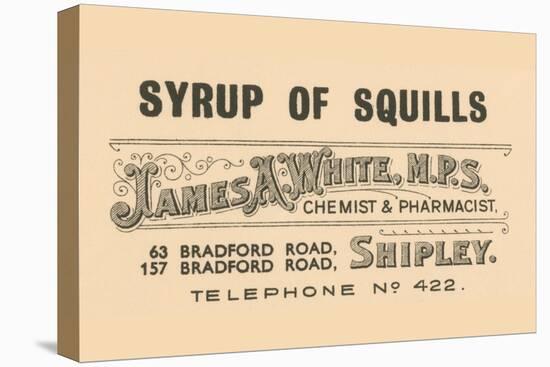 SYRUP OF SQUILLS
JAMES A. WHITE, M.P.S.
CHEMIST & PHARMACIST,
63 BRADFORD ROAD,
157 BRADFORD ROAD, SHIPLEY.
TELEPHONE Nº 422.